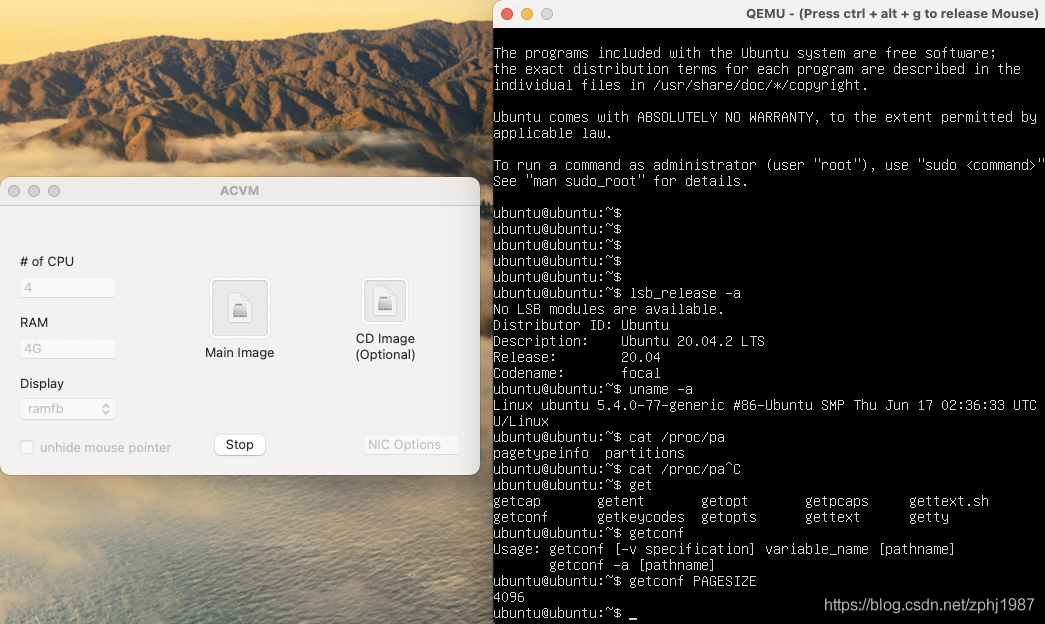 ACVM
# of CPU
4
RAM
4G
Display
ramfb
unhide mouse pointer
Main Image
CD Image
(Optional)
Stop
NIC Options
QEMU - (Press ctrl + alt + g to release Mouse)
The programs included with the Ubuntu system are free software;
the exact distribution terms for each program are described in the
individual files in /usr/share/doc/*/copyright.
Ubuntu comes with ABSOLUTELY NO WARRANTY, to the extent permitted by
applicable law.
To run a command as administrator (user "root"), use "sudo <command>"
See "man sudo_root" for details.
ubuntu@ubuntu:~$
ubuntu@ubuntu:~$
ubuntu@ubuntu:~$
ubuntu@ubuntu:~$
ubuntu@ubuntu:~$
ubuntu@ubuntu:~$ lsb_release -a
No LSB modules are available.
Distributor ID: Ubuntu
Description:    Ubuntu 20.04.2 LTS
Release:        20.04
Codename:       focal
ubuntu@ubuntu:~$ uname -a
Linux ubuntu 5.4.0-77-generic #86-Ubuntu SMP Thu Jun 17 02:36:33 UTC
U/Linux
ubuntu@ubuntu:~$ cat /proc/pa
pagetypeinfo  partitions
ubuntu@ubuntu:~$ cat /proc/pa^C
ubuntu@ubuntu:~$ get
getcap       getent       getopt       getpcaps     gettext.sh
getconf      getkeycodes  getopts      gettext      getty
ubuntu@ubuntu:~$ getconf
Usage: getconf [-v specification] variable_name [pathname]
       getconf -a [pathname]
ubuntu@ubuntu:~$ getconf PAGESIZE
4096
ubuntu@ubuntu:~$ _
https://blog.csdn.net/zphj1987